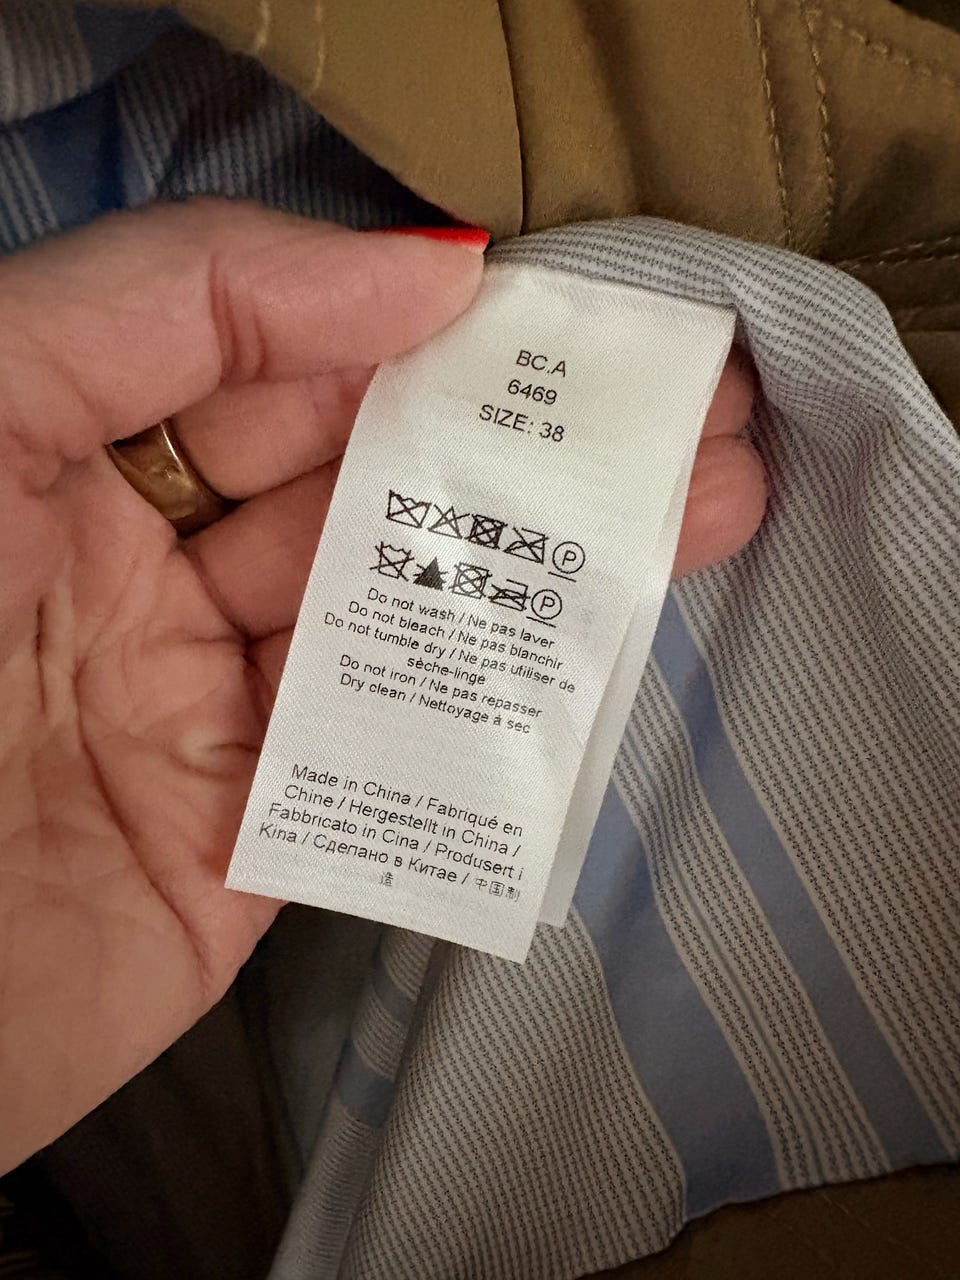 BC.A
6469
SIZE: 38
P
P
Do not wash / Ne pas laver
Do not bleach / Ne pas blanchir
Do not tumble dry / Ne pas utiliser de
sèche-linge
Do not iron / Ne pas repasser
Dry clean / Nettoyage à sec
Made in China / Fabriqué en
Chine / Hergestellt in China /
Fabbricato in Cina / Produsert i
Kina / Сделано в Китае / 中国制
造